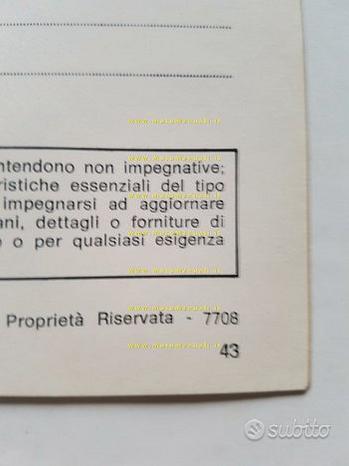 ntendono non impegnative;
ristiche essenziali del tipo
impegnarsi ad aggiornare
ani, dettagli o forniture di
o per qualsiasi esigenza
Proprietà Riservata - 7708
43
subito